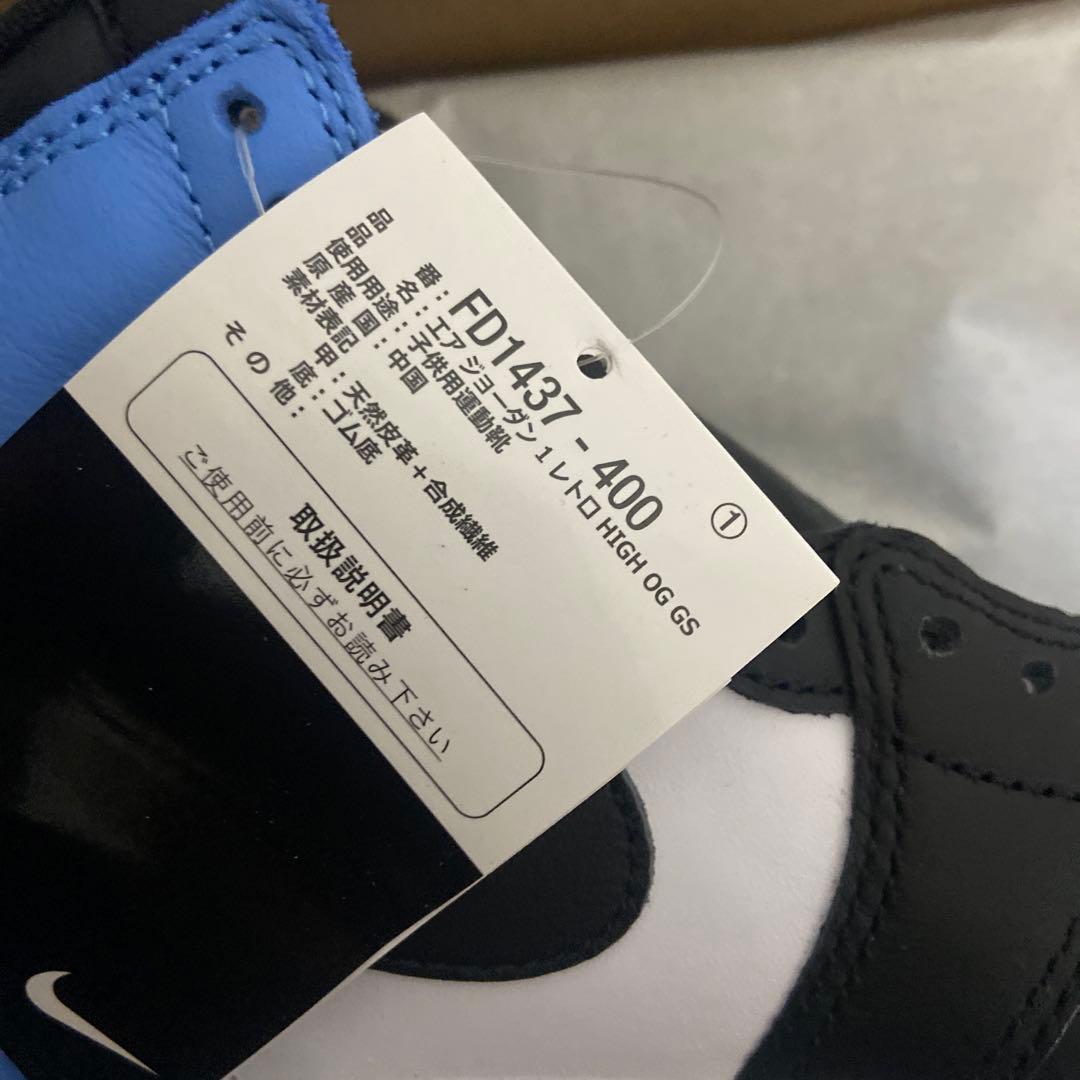 ①
品番：FD1437 - 400
品名：エア ジョーダン 1 レトロ HIGH OG GS
使用用途：子供用運動靴
原産国：中国
素材表記 甲：天然皮革＋合成繊維
底：ゴム底
その他：
取扱説明書
ご使用前に必ずお読み下さい